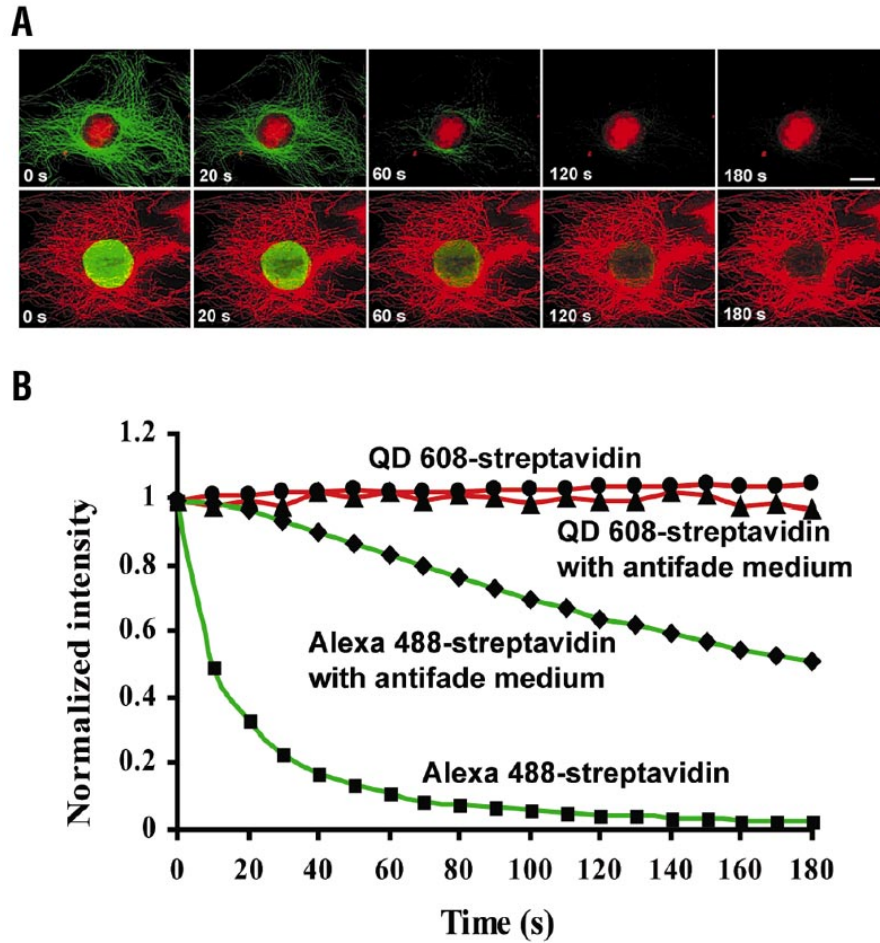 A
0 s
20 s
60 s
120 s
180 s
0 s
20 s
60 s
120 s
180 s
B
Normalized intensity
1.2
1
0.8
0.6
0.4
0.2
0
QD 608-streptavidin
QD 608-streptavidin
with antifade medium
Alexa 488-streptavidin
with antifade medium
Alexa 488-streptavidin
0 20 40 60 80 100 120 140 160 180
Time (s)